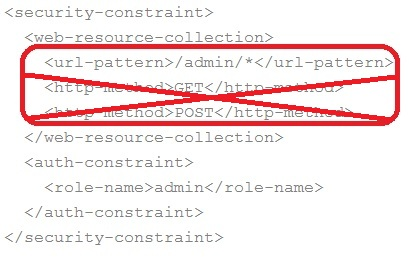 <security-constraint>
<web-resource-collection>
<url-pattern>/admin/*</url-pattern>
<http-method>GET</http-method>
<http-method>POST</http-method>
</web-resource-collection>
<auth-constraint>
<role-name>admin</role-name>
</auth-constraint>
</security-constraint>